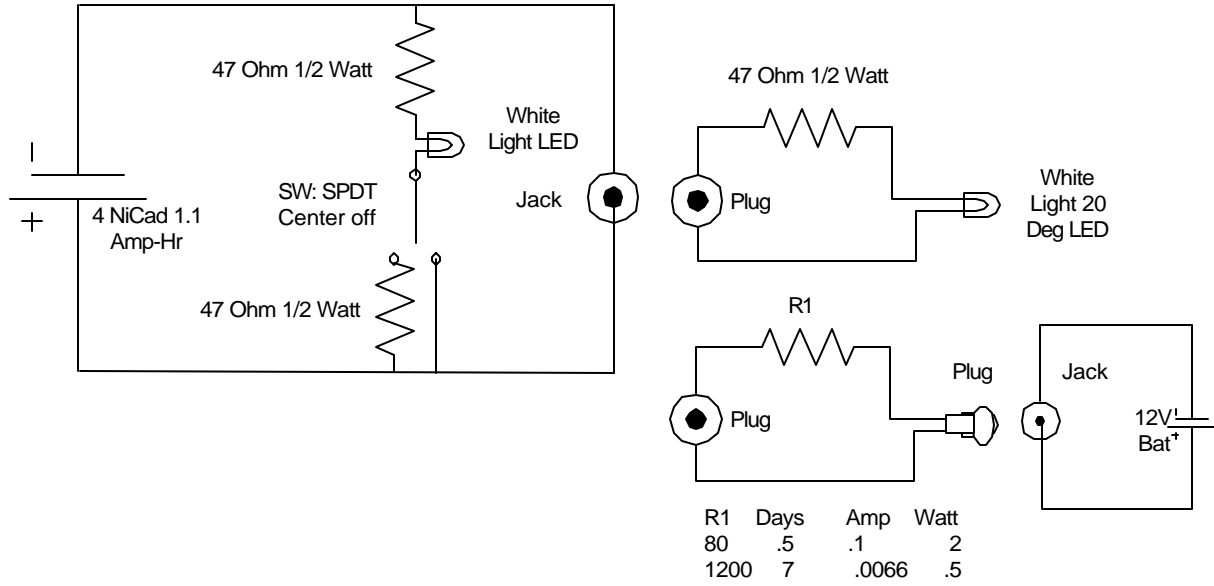 47 Ohm 1/2 Watt
White
Light LED
SW: SPDT
Center off
Jack
4 NiCad 1.1
Amp-Hr
47 Ohm 1/2 Watt
47 Ohm 1/2 Watt
Plug
White
Light 20
Deg LED
R1
Plug
Plug
Jack
12V
Bat
R1 Days Amp Watt
80 .5 .1 2
1200 7 .0066 .5